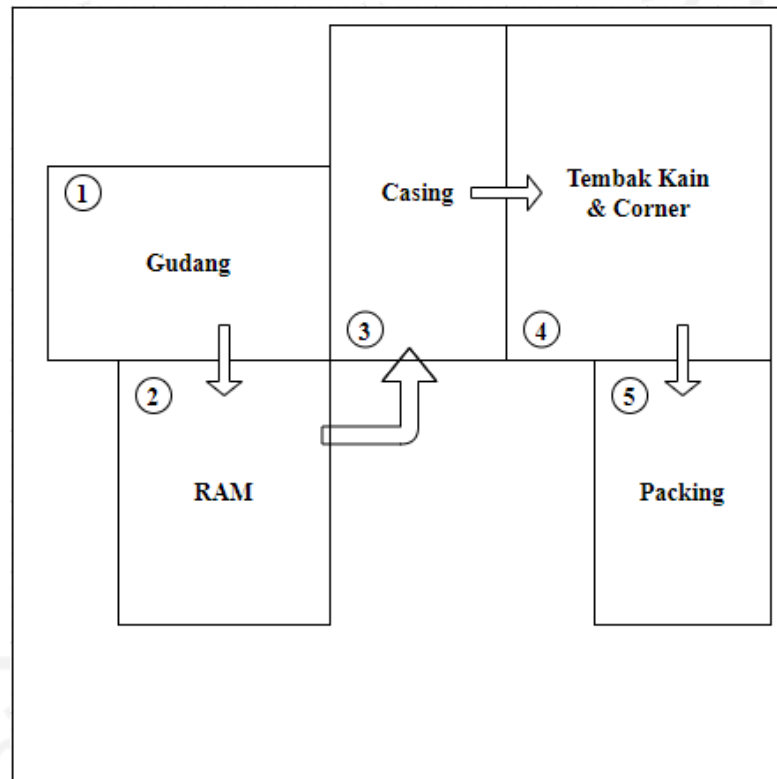 1
Gudang
2
RAM
3
Casing
4
Tembak Kain
& Corner
5
Packing